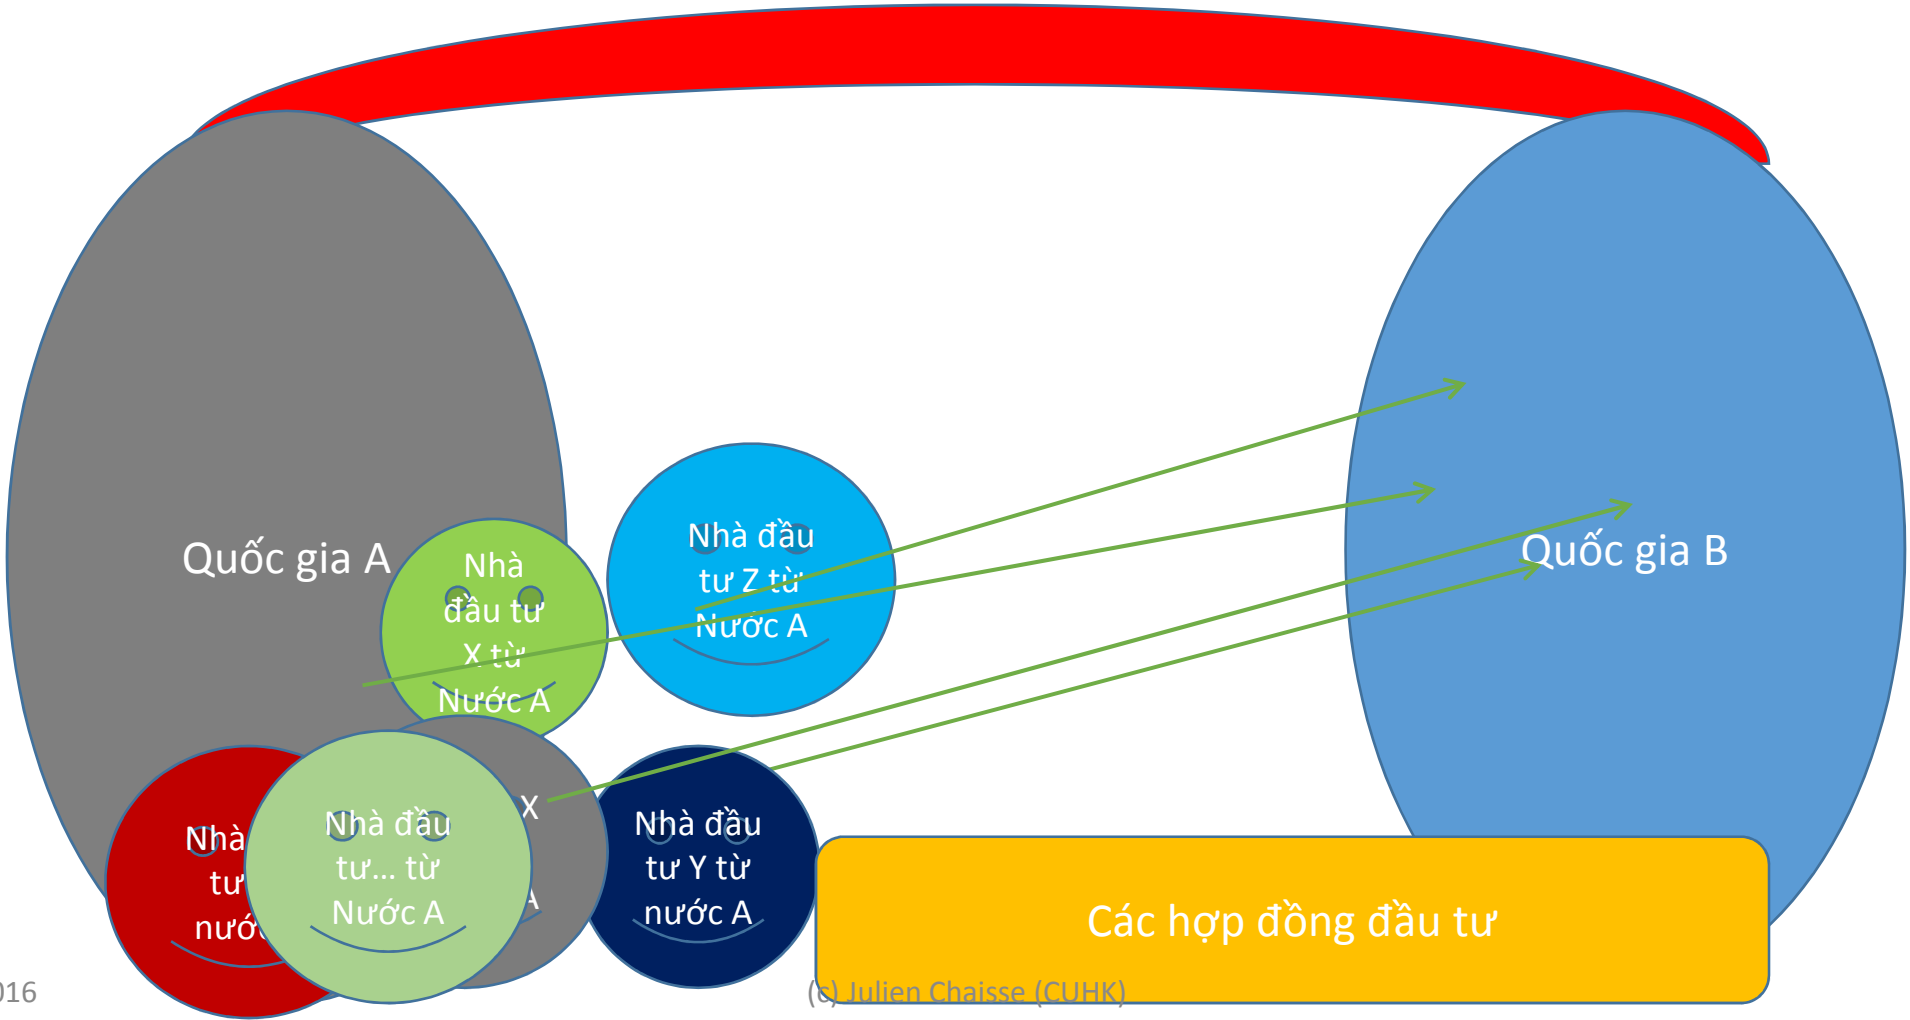 Quốc gia A
Nhà
đầu tư
X từ
Nước A
Nhà đầu
tư Z từ
Nước A
Quốc gia B
Nhà
tư
nước
Nhà đầu
tư... từ
Nước A
X
A
Nhà đầu
tư Y từ
nước A
Các hợp đồng đầu tư
016
(c) Julien Chaisse (CUHK)